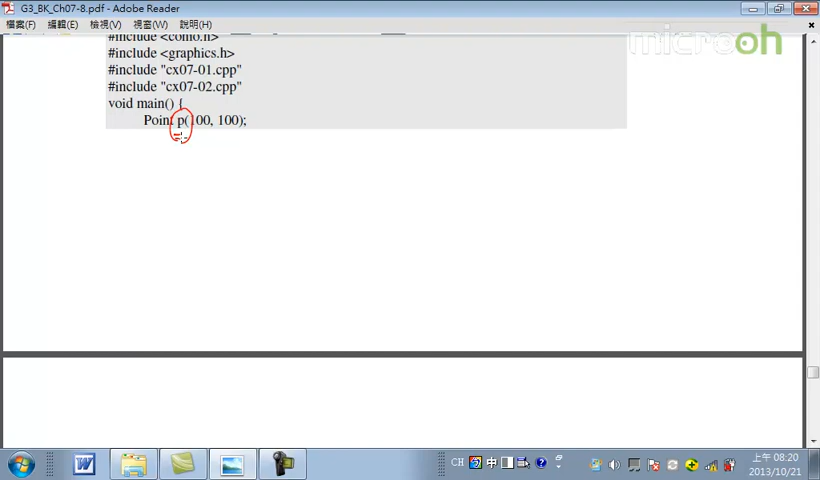 G3_BK_Ch07-8.pdf - Adobe Reader
檔案(F) 編輯(E) 檢視(V) 視窗(W) 說明(H)
microoh
#include <conio.h>
#include <graphics.h>
#include "cx07-01.cpp"
#include "cx07-02.cpp"
void main() {
Point p(100, 100);
CH 中
上午 08:20
2013/10/21